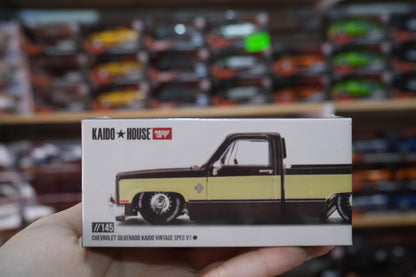 KAIDO★HOUSE MINI GT
//145
CHEVROLET SILVERADO KAIDO VINTAGE SPEC V1